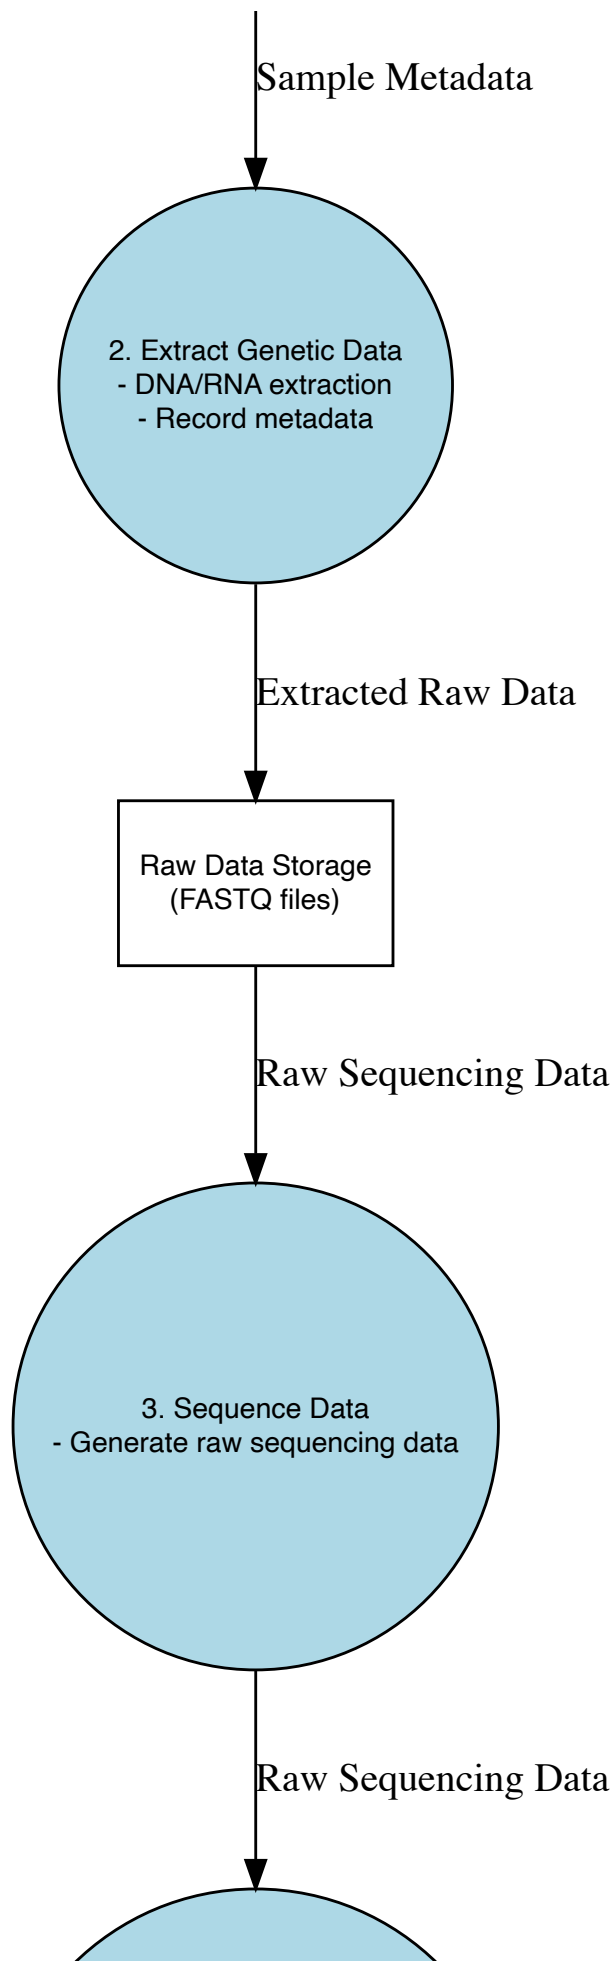 Sample Metadata
2. Extract Genetic Data
- DNA/RNA extraction
- Record metadata
Extracted Raw Data
Raw Data Storage
(FASTQ files)
Raw Sequencing Data
3. Sequence Data
- Generate raw sequencing data
Raw Sequencing Data